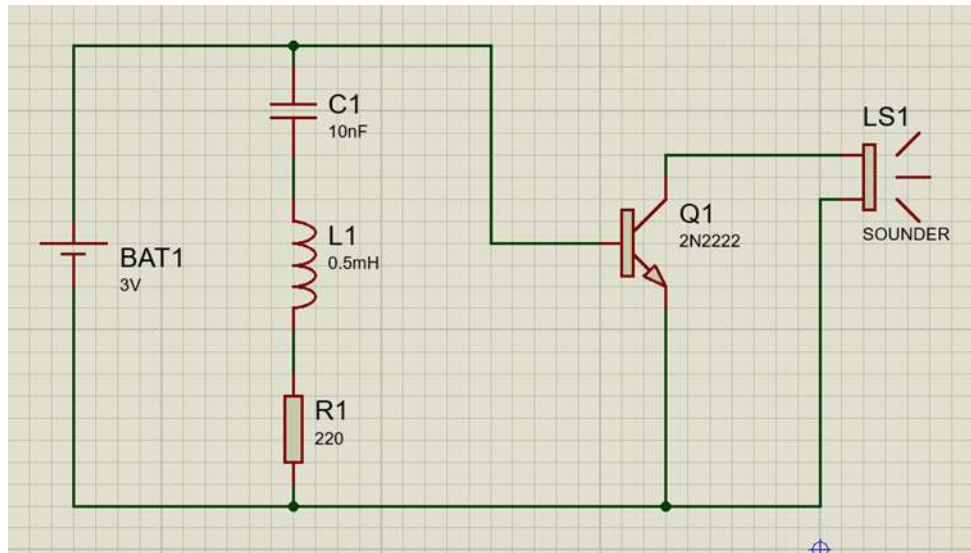 C1
10nF
LS1
Q1
2N2222
SOUNDER
L1
0.5mH
BAT1
3V
R1
220